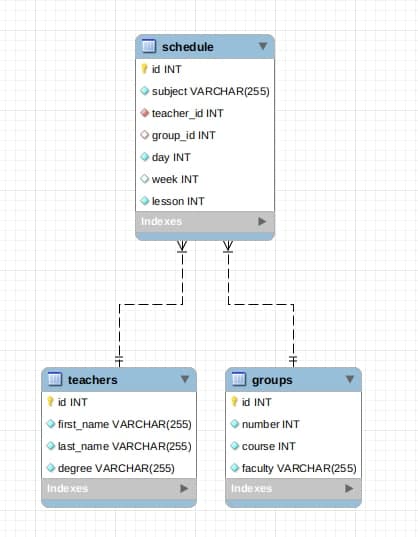 schedule
id INT
subject VARCHAR(255)
teacher_id INT
group_id INT
day INT
week INT
lesson INT
Indexes
teachers
id INT
first_name VARCHAR(255)
last_name VARCHAR(255)
degree VARCHAR(255)
Indexes
groups
id INT
number INT
course INT
faculty VARCHAR(255)
Indexes